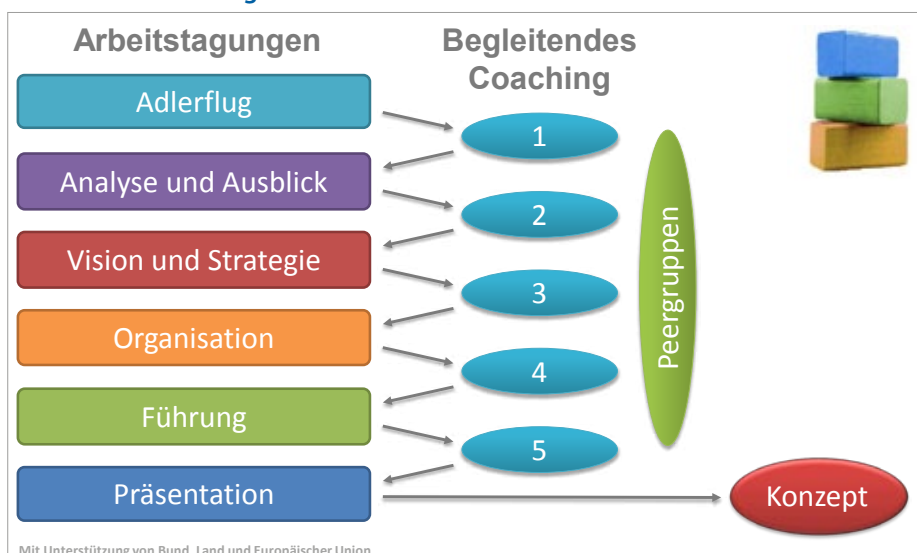 Arbeitstagungen
Begleitendes
Coaching
Adlerflug
1
Analyse und Ausblick
2
Vision und Strategie
3
Organisation
4
Führung
5
Präsentation
Peergruppen
Konzept
Mit Unterstützung von Bund, Land und Europäischer Union